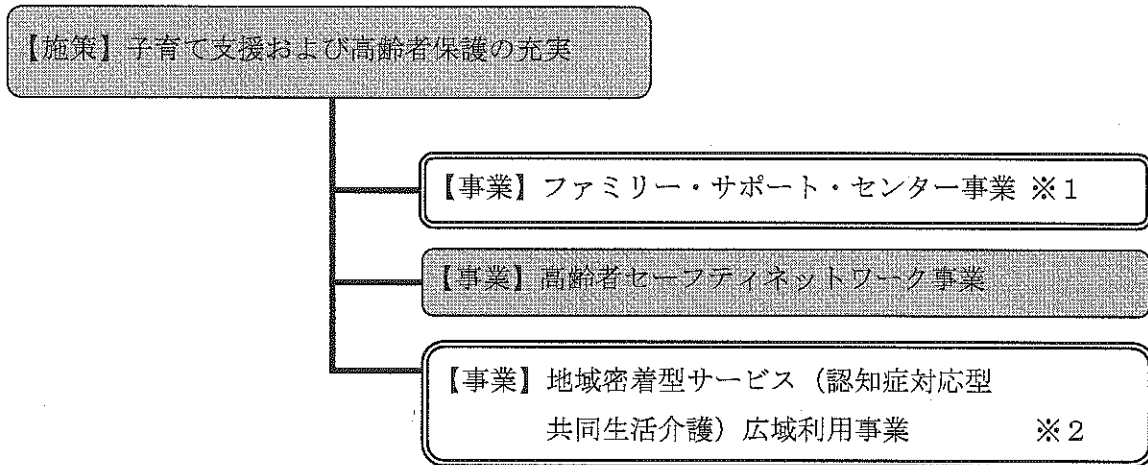 【施策】子育て支援および高齢者保護の充実
【事業】ファミリー・サポート・センター事業 ※1
【事業】高齢者セーフティネットワーク事業
【事業】地域密着型サービス（認知症対応型
共同生活介護）広域利用事業 ※2